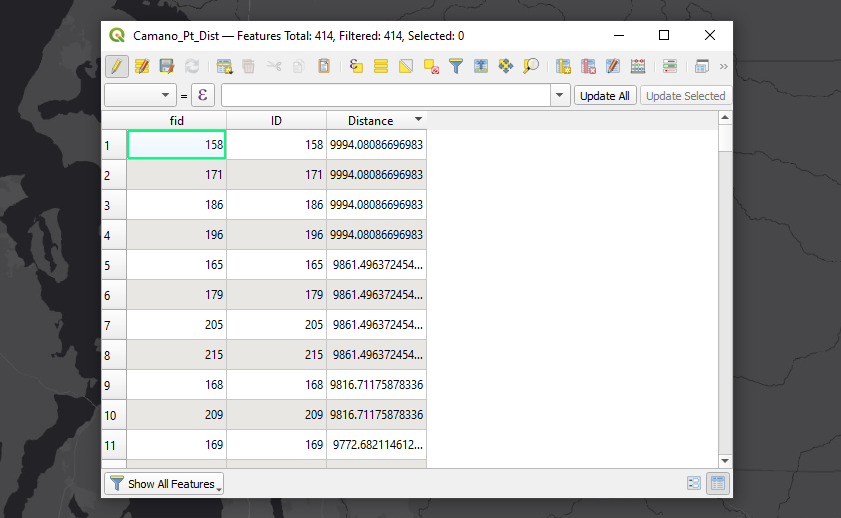 Camano_Pt_Dist — Features Total: 414, Filtered: 414, Selected: 0
= ε Update All Update Selected
fid ID Distance
1 158 158 9994.08086696983
2 171 171 9994.08086696983
3 186 186 9994.08086696983
4 196 196 9994.08086696983
5 165 165 9861.496372454...
6 179 179 9861.496372454...
7 205 205 9861.496372454...
8 215 215 9861.496372454...
9 168 168 9816.71175878336
10 209 209 9816.71175878336
11 169 169 9772.682114612...
Show All Features